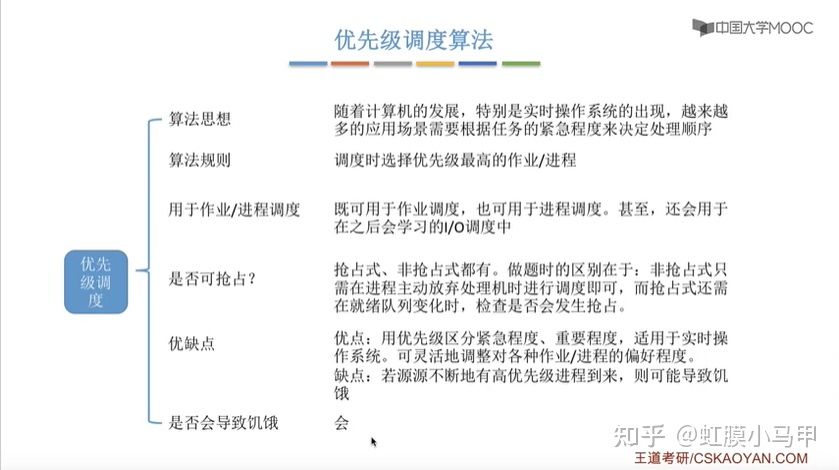 中国大学MOOC
优先级调度算法
算法思想
随着计算机的发展，特别是实时操作系统的出现，越来越
多的应用场景需要根据任务的紧急程度来决定处理顺序
算法规则
调度时选择优先级最高的作业/进程
用于作业/进程调度
既可用于作业调度，也可用于进程调度。甚至，还会用于
在之后会学习的I/O调度中
优先
级调
度
是否可抢占？
抢占式、非抢占式都有。做题时的区别在于：非抢占式只
需在进程主动放弃处理机时进行调度即可，而抢占式还需
在就绪队列变化时，检查是否会发生抢占。
优缺点
优点：用优先级区分紧急程度、重要程度，适用于实时操
作系统。可灵活地调整对各种作业/进程的偏好程度。
缺点：若源源不断地有高优先级进程到来，则可能导致饥
饿
是否会导致饥饿
会
知乎 @虹膜小马甲
王道考研/CSKAOYAN.COM